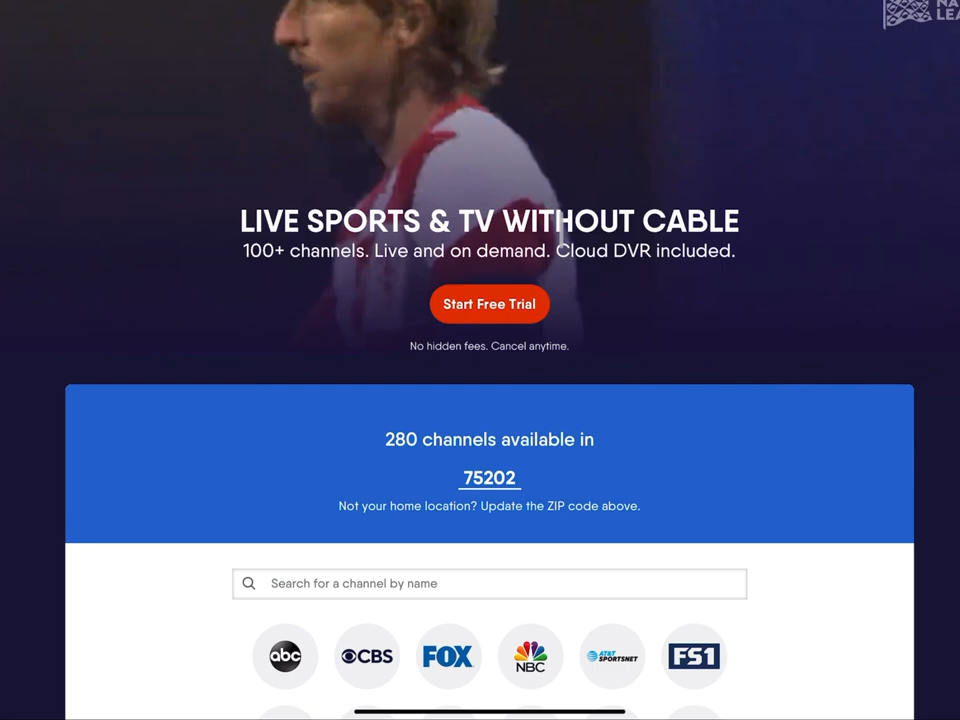 LIVE SPORTS & TV WITHOUT CABLE
100+ channels. Live and on demand. Cloud DVR included.
Start Free Trial
No hidden fees. Cancel anytime.
280 channels available in
75202
Not your home location? Update the ZIP code above.
Search for a channel by name
abc
CBS
FOX
NBC
AT&T
SPORTSNET
FS1